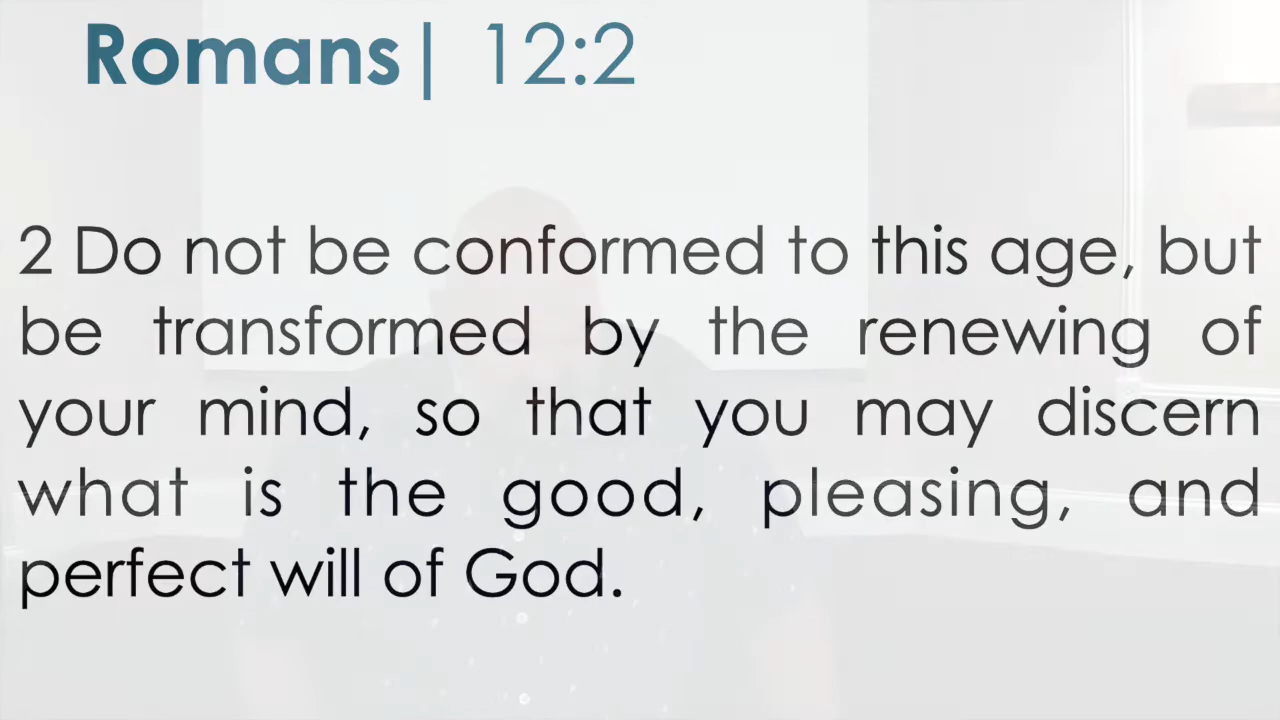 Romans| 12:2
2 Do not be conformed to this age, but
be transformed by the renewing of
your mind, so that you may discern
what is the good, pleasing, and
perfect will of God.